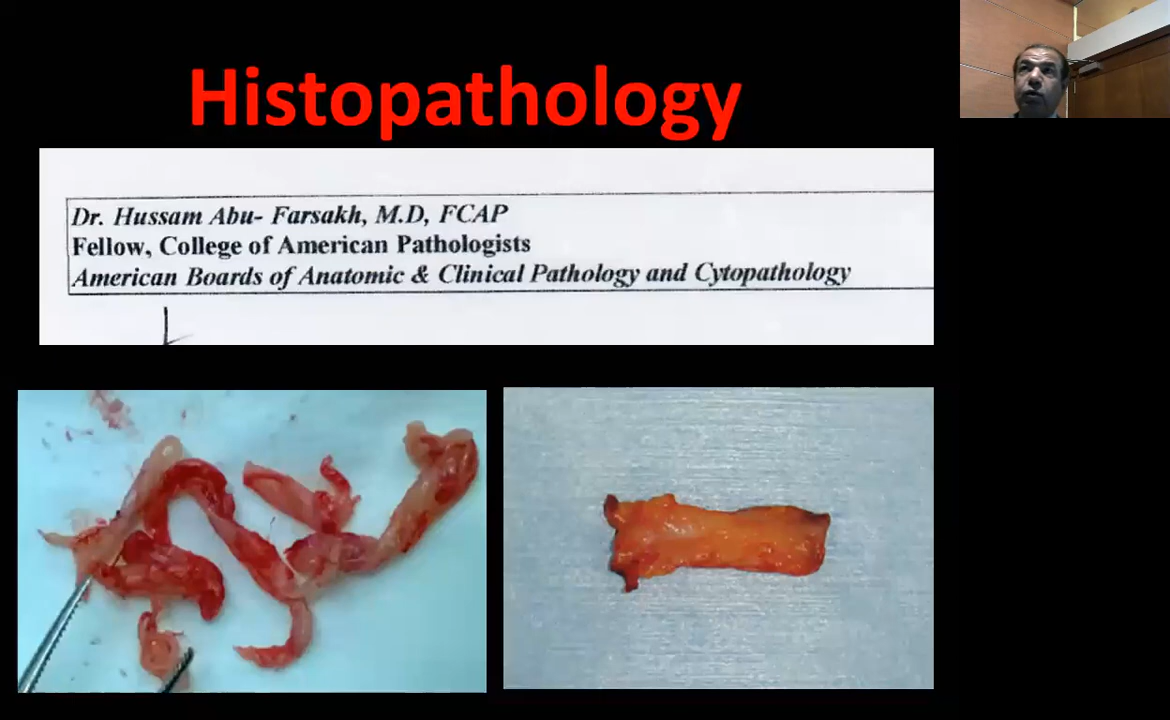 Histopathology
Dr. Hussam Abu- Farsakh, M.D, FCAP
Fellow, College of American Pathologists
American Boards of Anatomic & Clinical Pathology and Cytopathology